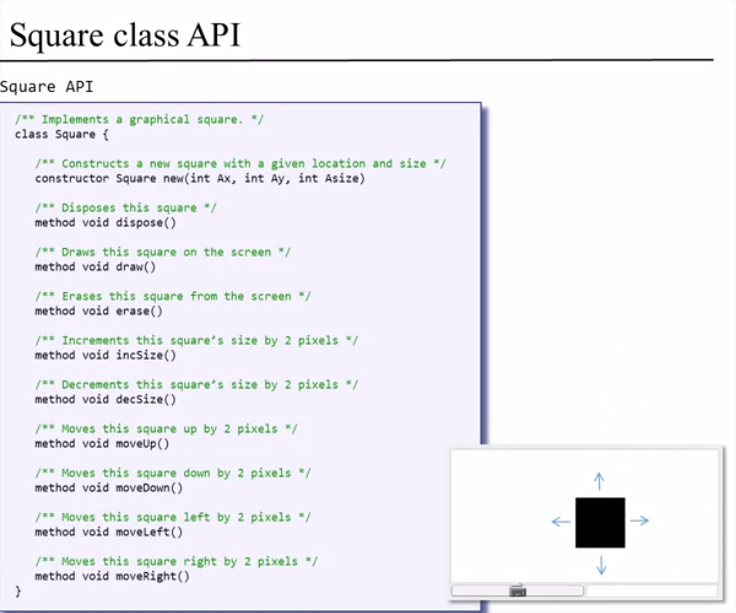 Square class API
Square API
/** Implements a graphical square. */
class Square {
/** Constructs a new square with a given location and size */
constructor Square new(int Ax, int Ay, int Asize)
/** Disposes this square */
method void dispose()
/** Draws this square on the screen */
method void draw()
/** Erases this square from the screen */
method void erase()
/** Increments this square's size by 2 pixels */
method void incSize()
/** Decrements this square's size by 2 pixels */
method void decSize()
/** Moves this square up by 2 pixels */
method void moveUp()
/** Moves this square down by 2 pixels */
method void moveDown()
/** Moves this square left by 2 pixels */
method void moveLeft()
/** Moves this square right by 2 pixels */
method void moveRight()
}